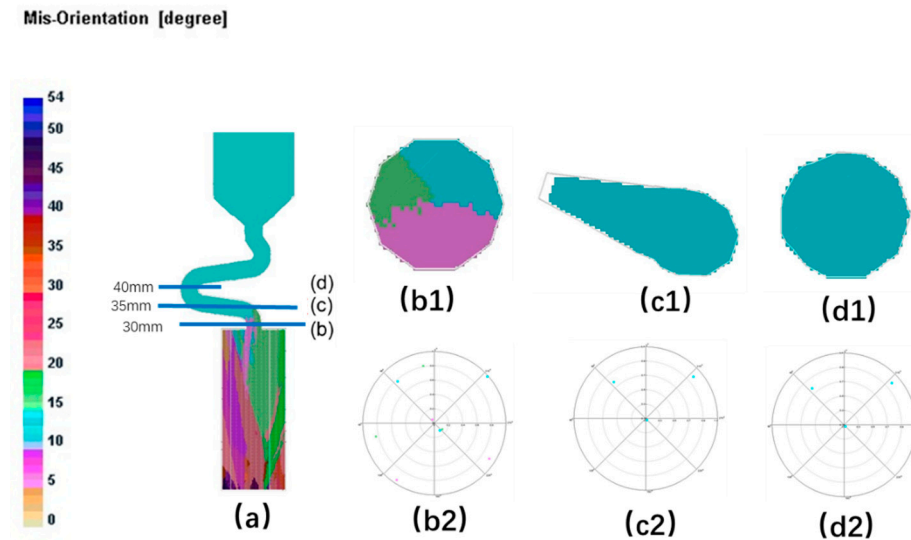 Mis-Orientation [degree]
54
50
45
40
35
30
25
20
15
10
5
0
40mm
35mm
30mm
(d)
(c)
(b)
(a)
(b1)
(c1)
(d1)
(b2)
(c2)
(d2)